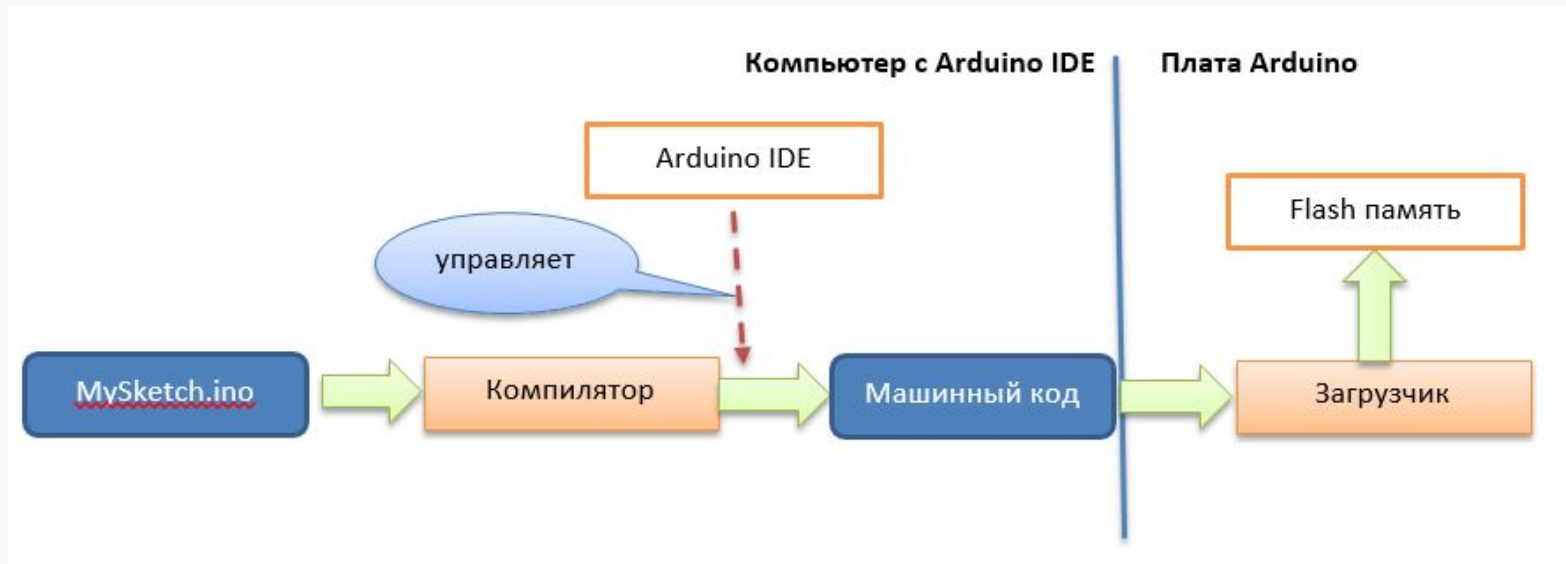 Компьютер с Arduino IDE
Плата Arduino
Arduino IDE
Flash память
управляет
MySketch.ino
Компилятор
Машинный код
Загрузчик